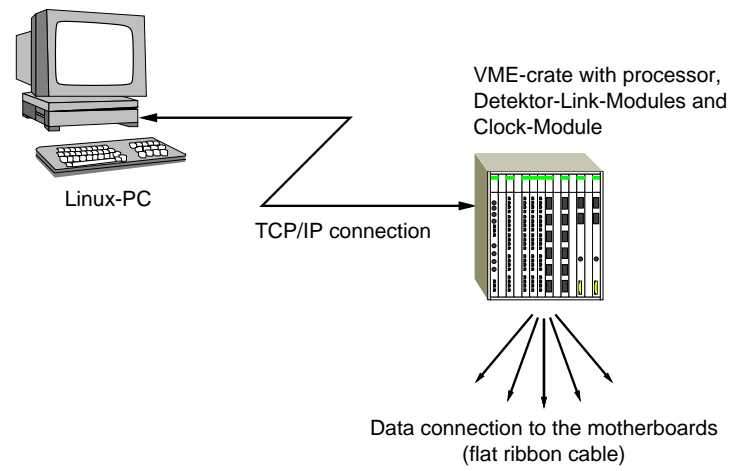 VME-crate with processor,
Detektor-Link-Modules and
Clock-Module
Linux-PC
TCP/IP connection
Data connection to the motherboards
(flat ribbon cable)